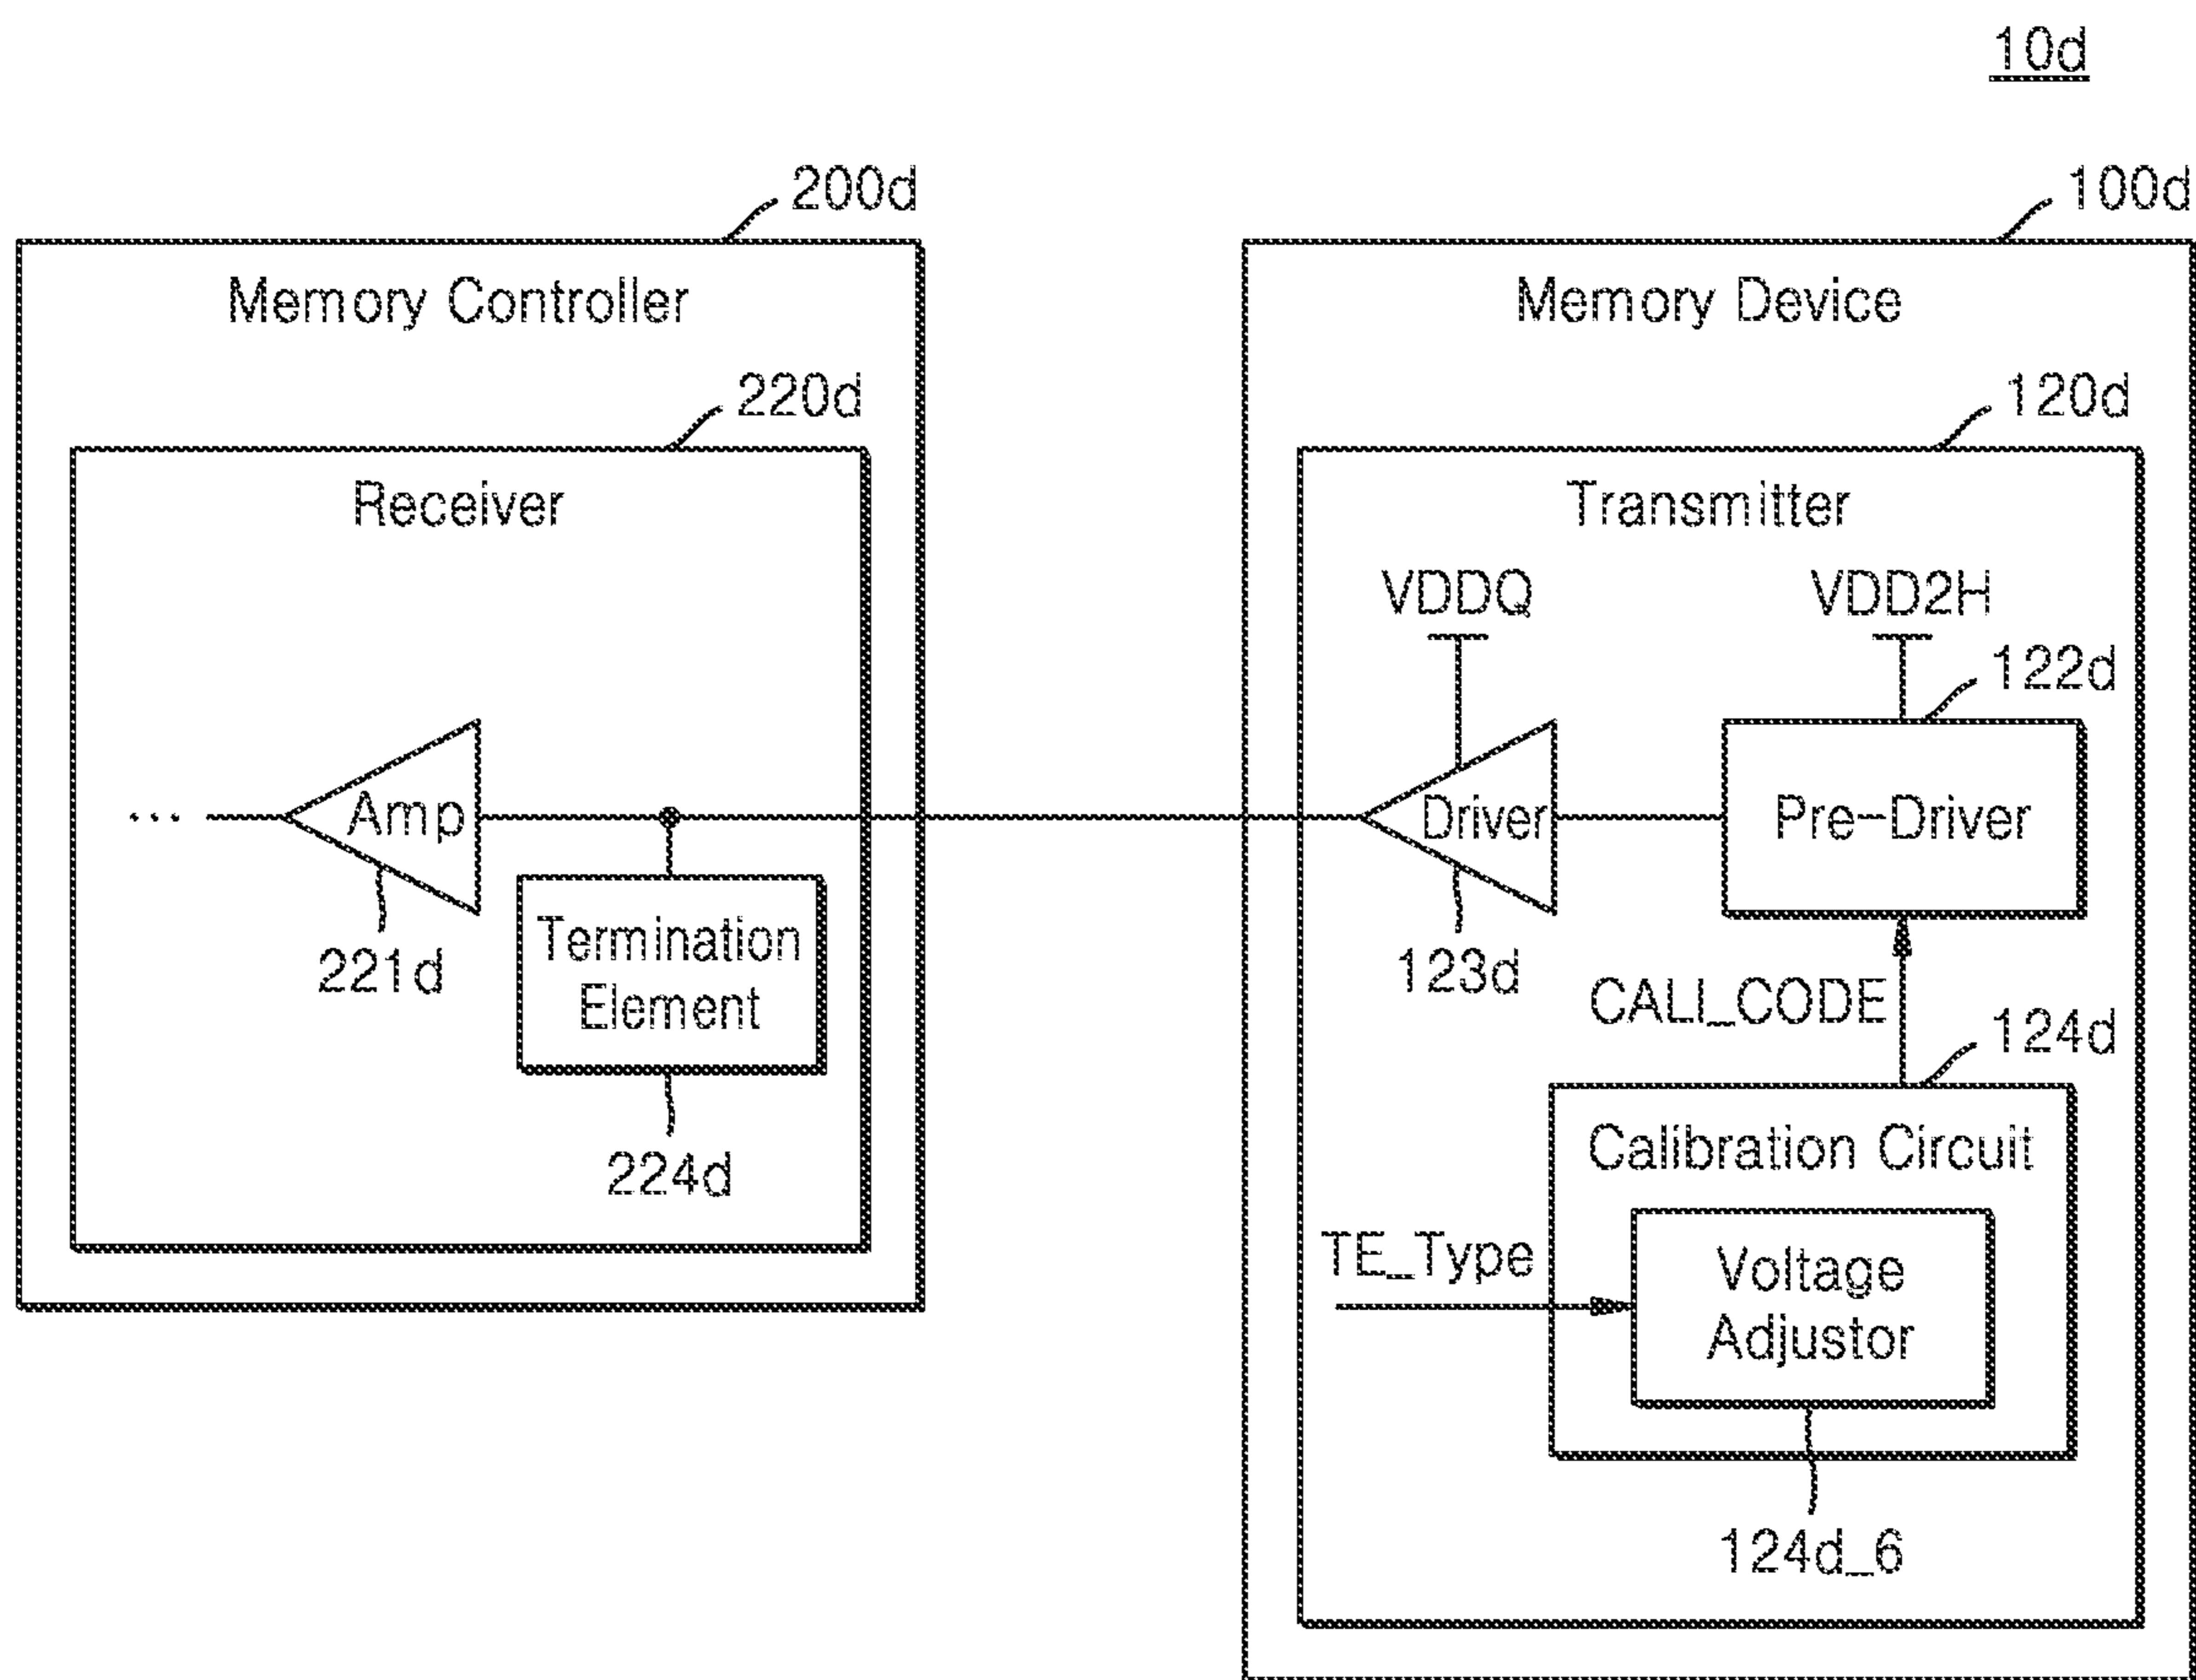 10d
200d
100d
Memory Controller
Memory Device
220d
120d
Receiver
Transmitter
VDDQ
VDD2H
122d
Amp
Driver
Pre-Driver
221d
Termination
Element
123d
CALI_CODE
124d
224d
Calibration Circuit
TE_Type
Voltage
Adjustor
124d_6
...